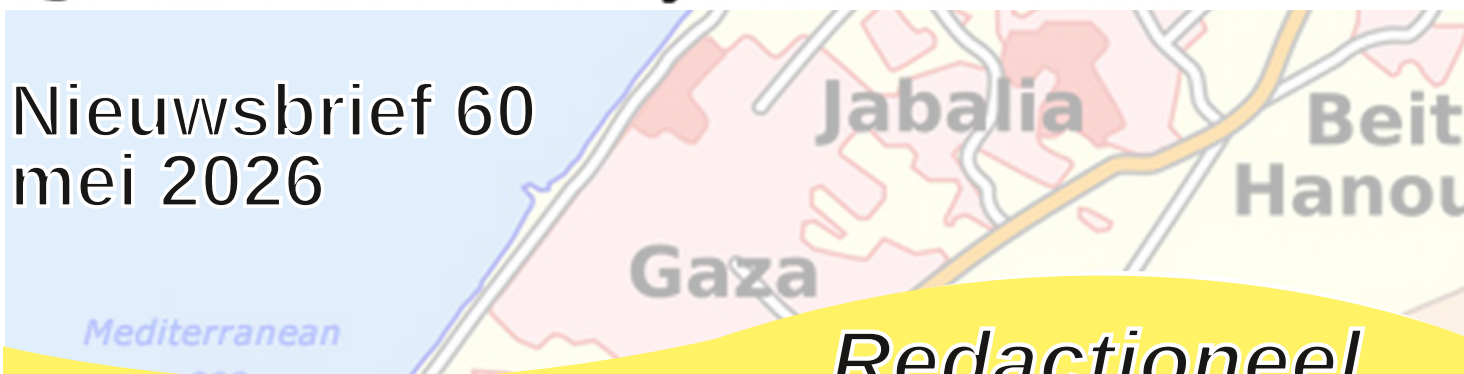 Nieuwsbrief 60
mei 2026
Jabalia
Beit
Hanou
Gaza
Mediterranean
Redactioneel